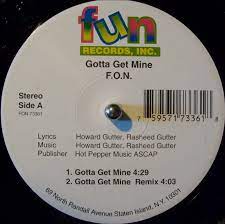 fun
RECORDS, INC.
Gotta Get Mine
F.O.N.
Stereo
Side A
FON 73361
7 59571 73361 8
Lyrics Howard Gutter, Rasheed Gutter
Music Howard Gutter, Rasheed Gutter
Publisher Hot Pepper Music ASCAP
1. Gotta Get Mine 4:29
2. Gotta Get Mine Remix 4:03
69 North Randall Avenue Staten Island, N.Y. 10301